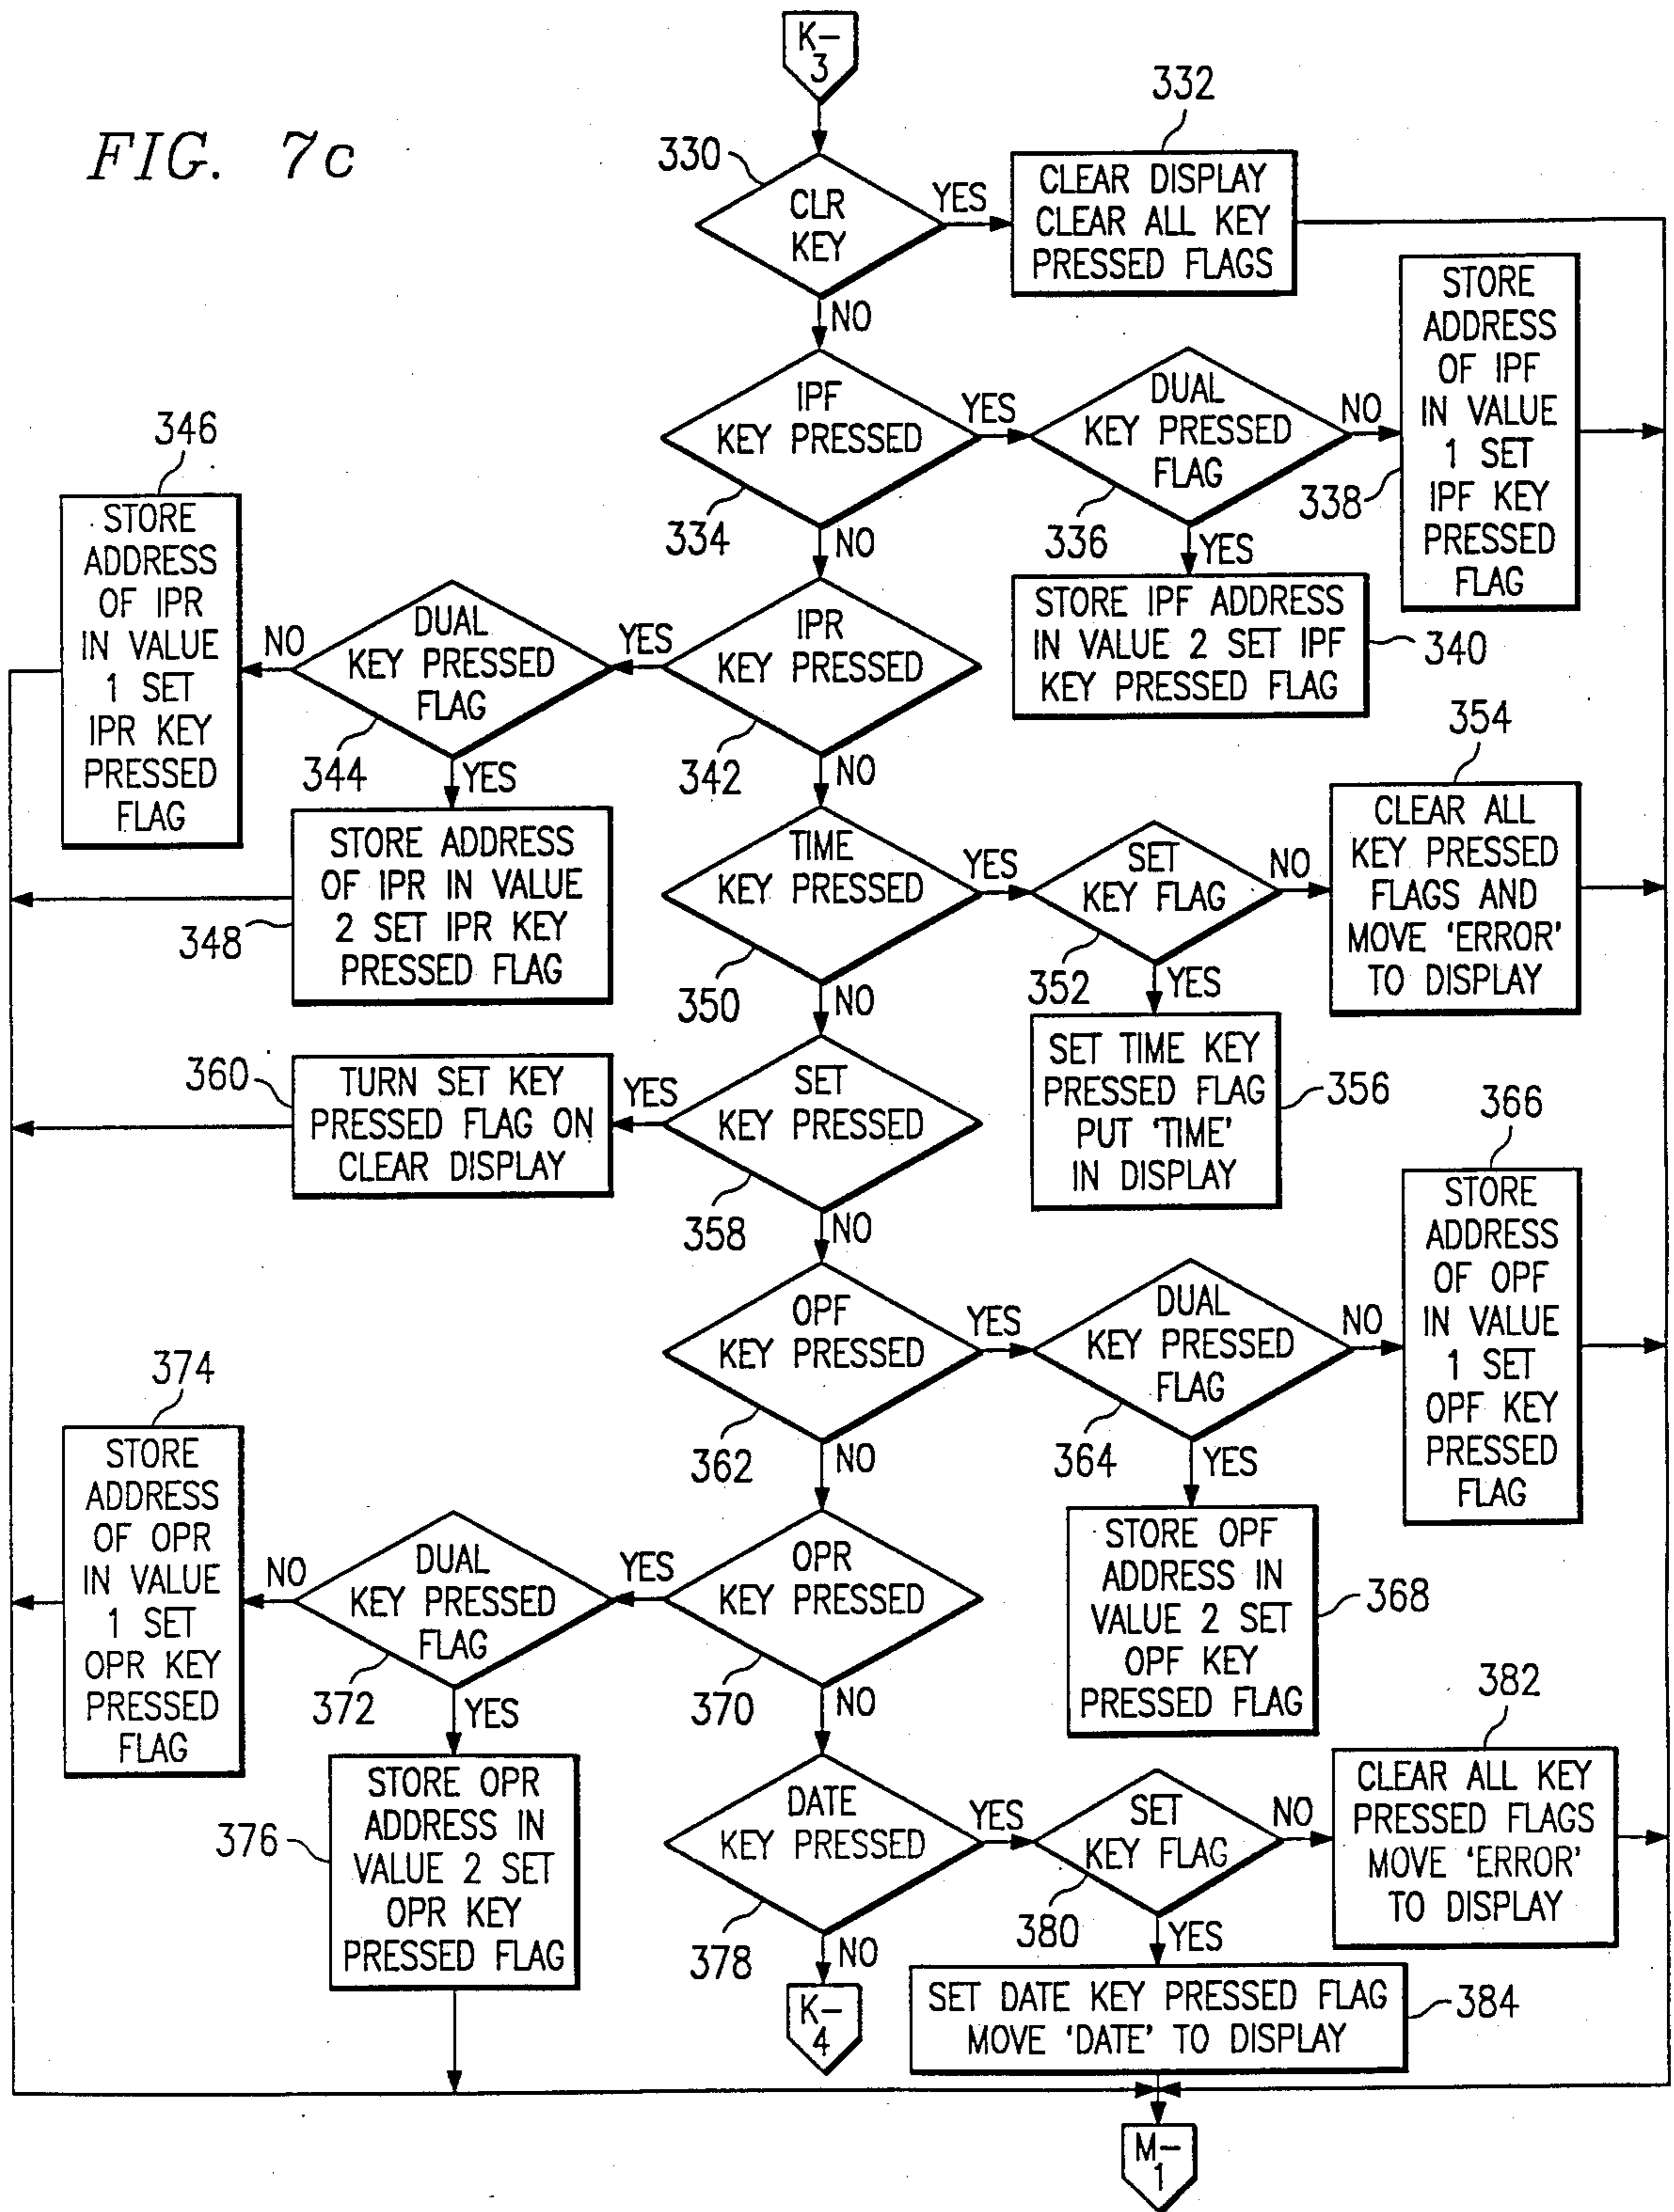 K-
3
FIG. 7c
330
CLR
KEY
YES
NO
332
CLEAR DISPLAY
CLEAR ALL KEY
PRESSED FLAGS
334
IPF
KEY PRESSED
YES
NO
336
DUAL
KEY PRESSED
FLAG
NO
YES
338
STORE
ADDRESS
OF IPF
IN VALUE
1 SET
IPF KEY
PRESSED
FLAG
STORE IPF ADDRESS
IN VALUE 2 SET IPF
KEY PRESSED FLAG
340
342
IPR
KEY PRESSED
YES
NO
344
DUAL
KEY PRESSED
FLAG
NO
YES
346
STORE
ADDRESS
OF IPR
IN VALUE
1 SET
IPR KEY
PRESSED
FLAG
348
STORE ADDRESS
OF IPR IN VALUE
2 SET IPR KEY
PRESSED FLAG
350
TIME
KEY PRESSED
YES
NO
352
SET
KEY FLAG
NO
YES
354
CLEAR ALL
KEY PRESSED
FLAGS AND
MOVE 'ERROR'
TO DISPLAY
SET TIME KEY
PRESSED FLAG
PUT 'TIME'
IN DISPLAY
356
358
SET
KEY PRESSED
YES
NO
360
TURN SET KEY
PRESSED FLAG ON
CLEAR DISPLAY
362
OPF
KEY PRESSED
YES
NO
364
DUAL
KEY PRESSED
FLAG
NO
YES
366
STORE
ADDRESS
OF OPF
IN VALUE
1 SET
OPF KEY
PRESSED
FLAG
STORE OPF
ADDRESS IN
VALUE 2 SET
OPF KEY
PRESSED FLAG
368
370
OPR
KEY PRESSED
YES
NO
372
DUAL
KEY PRESSED
FLAG
NO
YES
374
STORE
ADDRESS
OF OPR
IN VALUE
1 SET
OPR KEY
PRESSED
FLAG
376
STORE OPR
ADDRESS IN
VALUE 2 SET
OPR KEY
PRESSED FLAG
378
DATE
KEY PRESSED
YES
NO
380
SET
KEY FLAG
NO
YES
382
CLEAR ALL KEY
PRESSED FLAGS
MOVE 'ERROR'
TO DISPLAY
SET DATE KEY PRESSED FLAG
MOVE 'DATE' TO DISPLAY
384
K-
4
M-
1